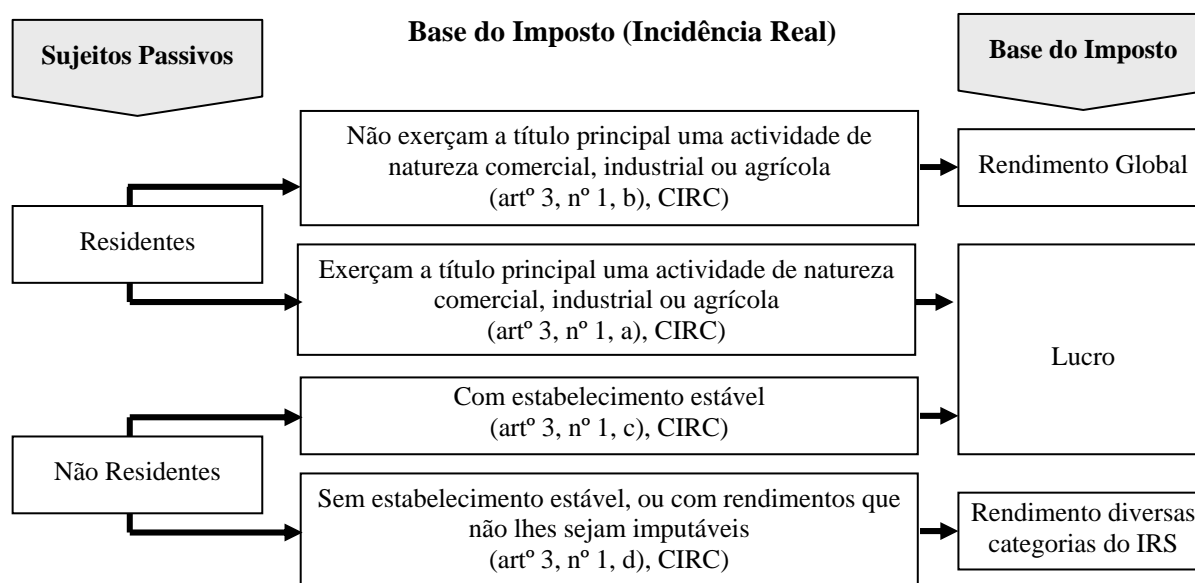 Base do Imposto (Incidência Real)
Sujeitos Passivos
Base do Imposto
Não exerçam a título principal uma actividade de
natureza comercial, industrial ou agrícola
(artº 3, nº 1, b), CIRC)
Rendimento Global
Residentes
Exerçam a título principal uma actividade de natureza
comercial, industrial ou agrícola
(artº 3, nº 1, a), CIRC)
Lucro
Com estabelecimento estável
(artº 3, nº 1, c), CIRC)
Não Residentes
Sem estabelecimento estável, ou com rendimentos que
não lhes sejam imputáveis
(artº 3, nº 1, d), CIRC)
Rendimento diversas
categorias do IRS